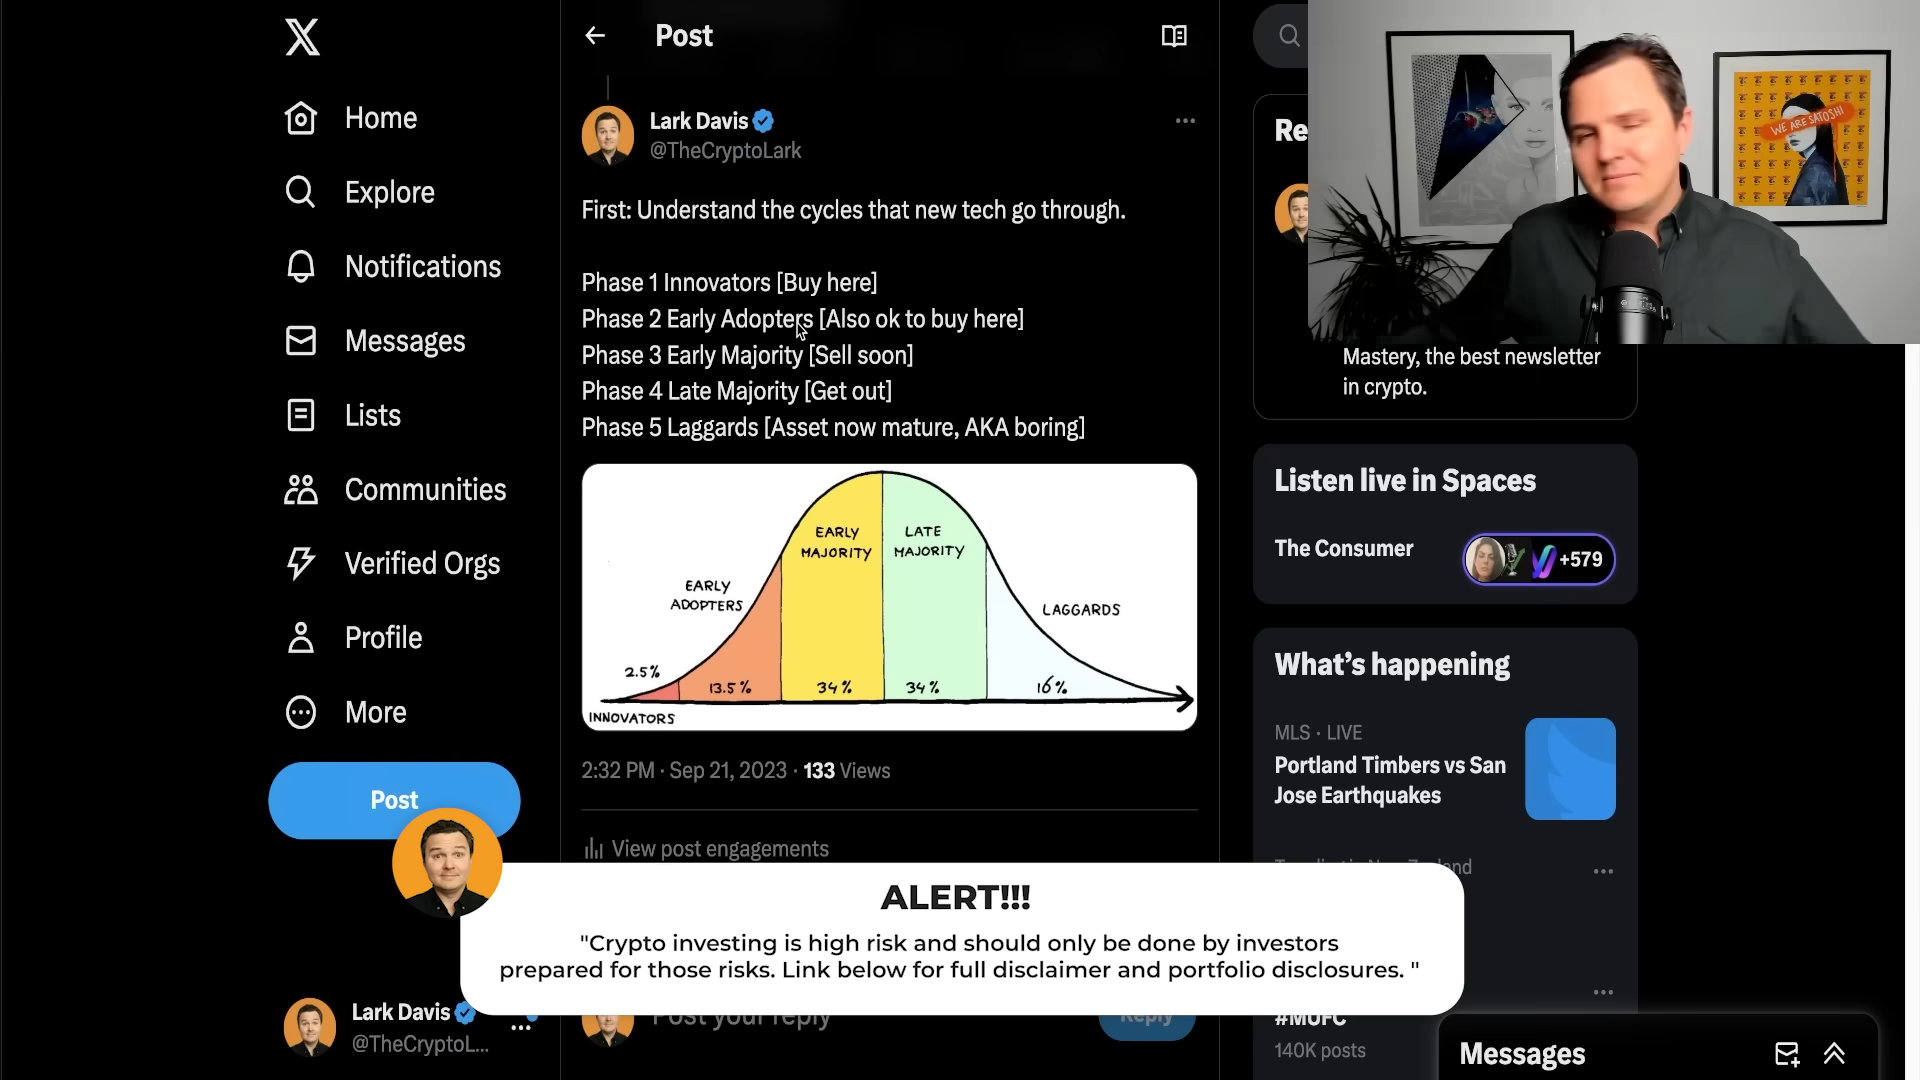 Home
Explore
Notifications
Messages
Lists
Communities
Verified Orgs
Profile
More
Post
Lark Davis
@TheCryptoL...
Post
Lark Davis
@TheCryptoLark
First: Understand the cycles that new tech go through.
Phase 1 Innovators [Buy here]
Phase 2 Early Adopters [Also ok to buy here]
Phase 3 Early Majority [Sell soon]
Phase 4 Late Majority [Get out]
Phase 5 Laggards [Asset now mature, AKA boring]
EARLY
MAJORITY
LATE
MAJORITY
EARLY
ADOPTERS
LAGGARDS
2.5%
13.5%
34%
34%
16%
INNOVATORS
2:32 PM · Sep 21, 2023 · 133 Views
View post engagements
ALERT!!!
"Crypto investing is high risk and should only be done by investors
prepared for those risks. Link below for full disclaimer and portfolio disclosures. "
Post your reply
Reply
Re
WE ARE SATOSHI
Mastery, the best newsletter
in crypto.
Listen live in Spaces
The Consumer
+579
What's happening
MLS · LIVE
Portland Timbers vs San
Jose Earthquakes
#MUFC
140K posts
Messages